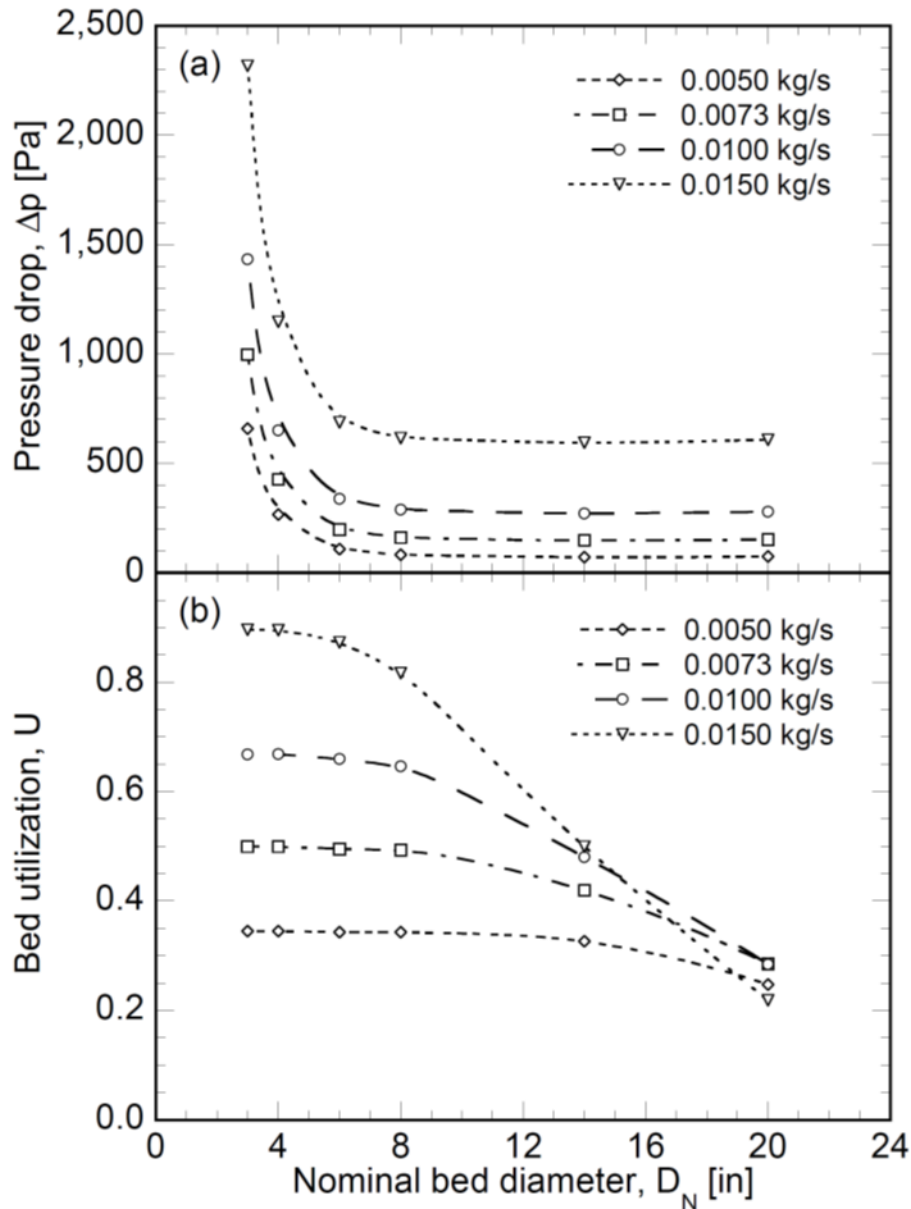 2,500
(a)
0.0050 kg/s
0.0073 kg/s
0.0100 kg/s
0.0150 kg/s
2,000
1,500
1,000
500
0
Pressure drop, Δp [Pa]
(b)
0.0050 kg/s
0.0073 kg/s
0.0100 kg/s
0.0150 kg/s
0.8
0.6
0.4
0.2
0.0
Bed utilization, U
0 4 8 12 16 20 24
Nominal bed diameter, D_N [in]